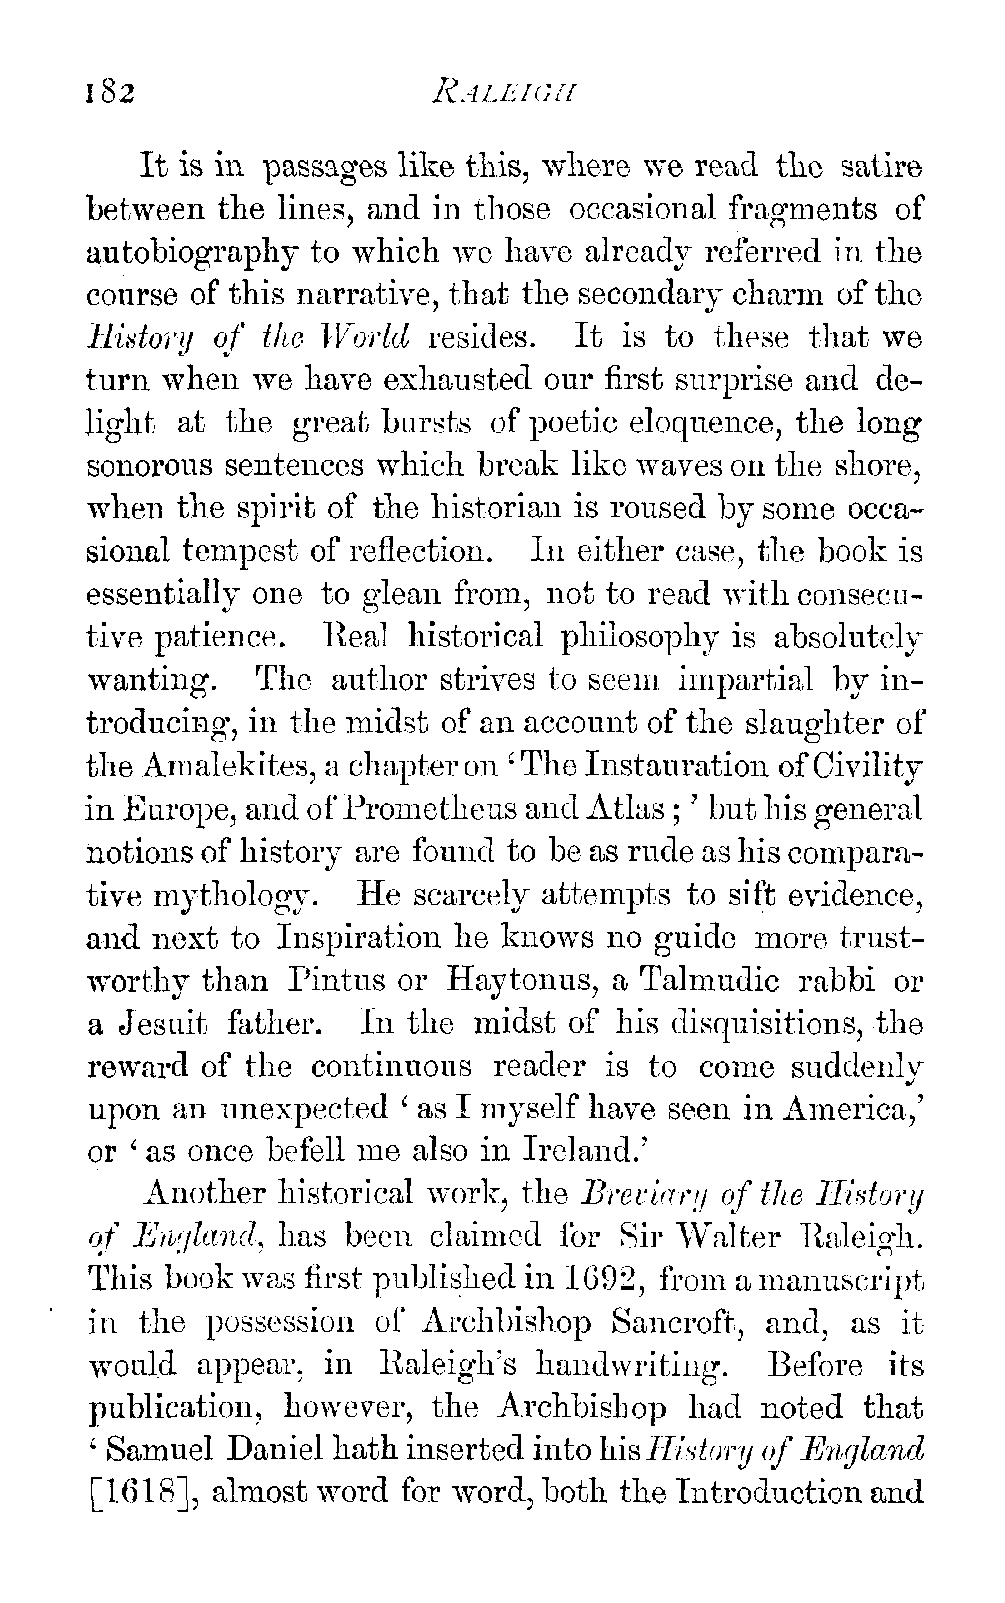 182 RALEIGH
It is in passages like this, where we read the satire
between the lines, and in those occasional fragments of
autobiography to which we have already referred in the
course of this narrative, that the secondary charm of the
History of the World resides. It is to these that we
turn when we have exhausted our first surprise and de-
light at the great bursts of poetic eloquence, the long
sonorous sentences which break like waves on the shore,
when the spirit of the historian is roused by some occa-
sional tempest of reflection. In either case, the book is
essentially one to glean from, not to read with consecu-
tive patience. Real historical philosophy is absolutely
wanting. The author strives to seem impartial by in-
troducing, in the midst of an account of the slaughter of
the Amalekites, a chapter on ‘The Instauration of Civility
in Europe, and of Prometheus and Atlas;’ but his general
notions of history are found to be as rude as his compara-
tive mythology. He scarcely attempts to sift evidence,
and next to Inspiration he knows no guide more trust-
worthy than Pintus or Haytonus, a Talmudic rabbi or
a Jesuit father. In the midst of his disquisitions, the
reward of the continuous reader is to come suddenly
upon an unexpected ‘as I myself have seen in America,’
or ‘as once befell me also in Ireland.’
Another historical work, the Breviary of the History
of England, has been claimed for Sir Walter Raleigh.
This book was first published in 1692, from a manuscript
in the possession of Archbishop Sancroft, and, as it
would appear, in Raleigh’s handwriting. Before its
publication, however, the Archbishop had noted that
‘Samuel Daniel hath inserted into his History of England
[1618], almost word for word, both the Introduction and